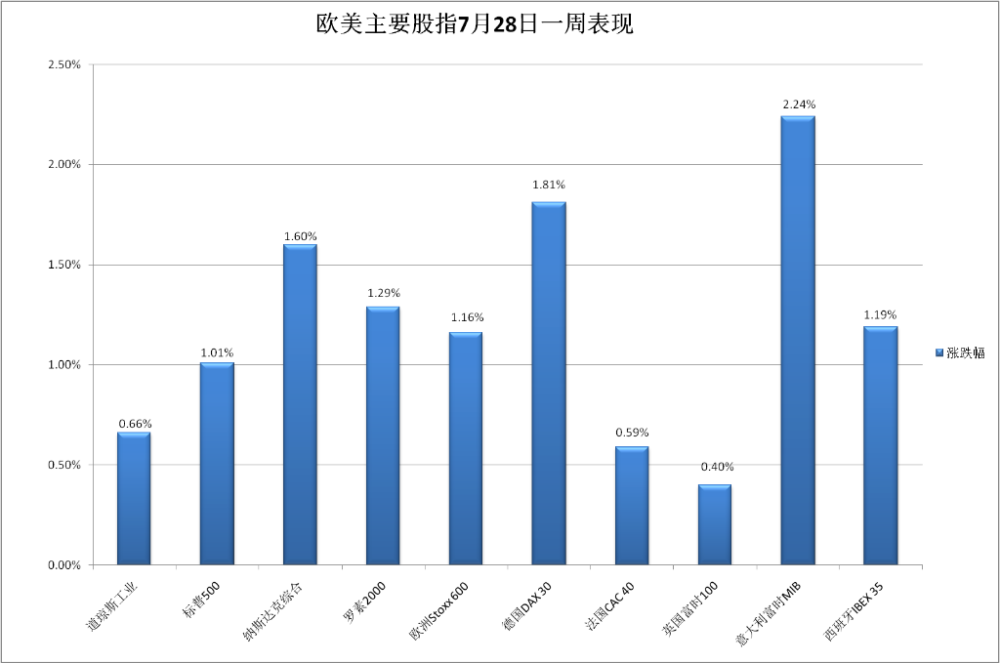 欧美主要股指7月28日一周表现
2.50%
2.00%
1.50%
1.00%
0.50%
0.00%
0.66%
1.01%
1.60%
1.29%
1.16%
1.81%
0.59%
0.40%
2.24%
1.19%
道琼斯工业
标普500
纳斯达克综合
罗素2000
欧洲Stoxx600
德国DAX 30
法国CAC 40
英国富时100
意大利富时MIB
西班牙IBEX 35
涨跌幅